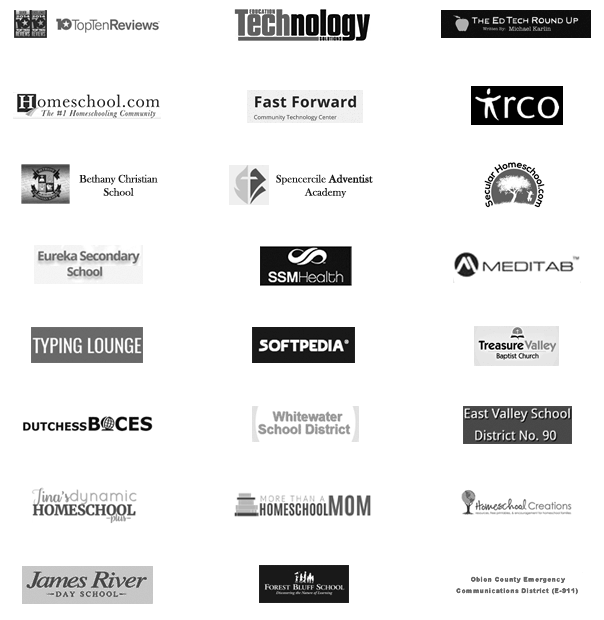 TopTenReviews
EDUCATION
Technology
SOLUTIONS
THE ED TECH ROUND UP
Written By: Michael Karlin
Homeschool.com
The #1 Homeschooling Community
Fast Forward
Community Technology Center
rco
Bethany Christian
School
Spencercile Adventist
Academy
Secular Homeschool.com
Eureka Secondary
School
SSMHealth
MEDITAB™
TYPING LOUNGE
SOFTPEDIA®
Treasure Valley
Baptist Church
DUTCHESS BOCES
Whitewater
School District
East Valley School
District No. 90
Tina's dynamic
HOMESCHOOL
plus
MORE THAN A
HOMESCHOOL MOM
Homeschool Creations
James River
DAY SCHOOL
FOREST BLUFF SCHOOL
Discovering the Nature of Learning
Obion County Emergency
Communications District (E-911)